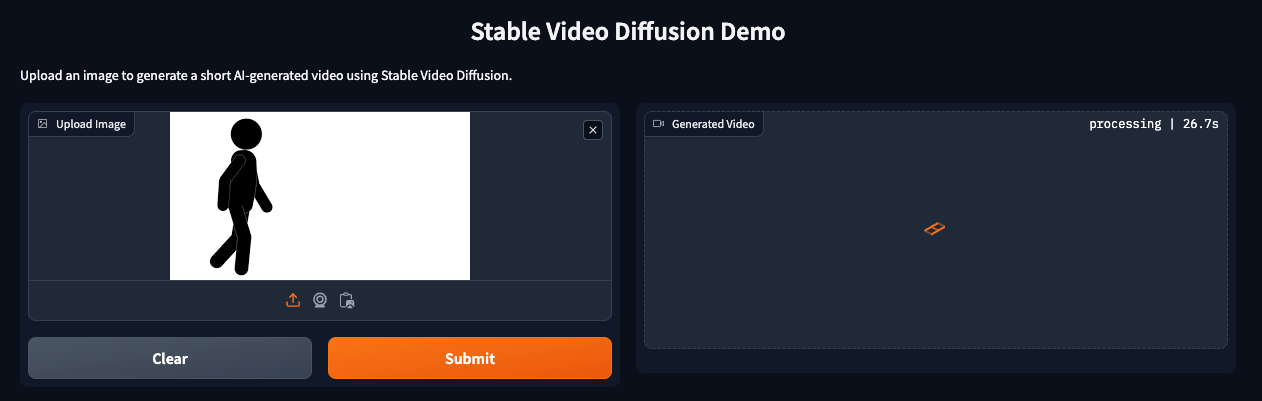 Stable Video Diffusion Demo
Upload an image to generate a short AI-generated video using Stable Video Diffusion.
Upload Image
Generated Video
processing | 26.7s
Clear
Submit